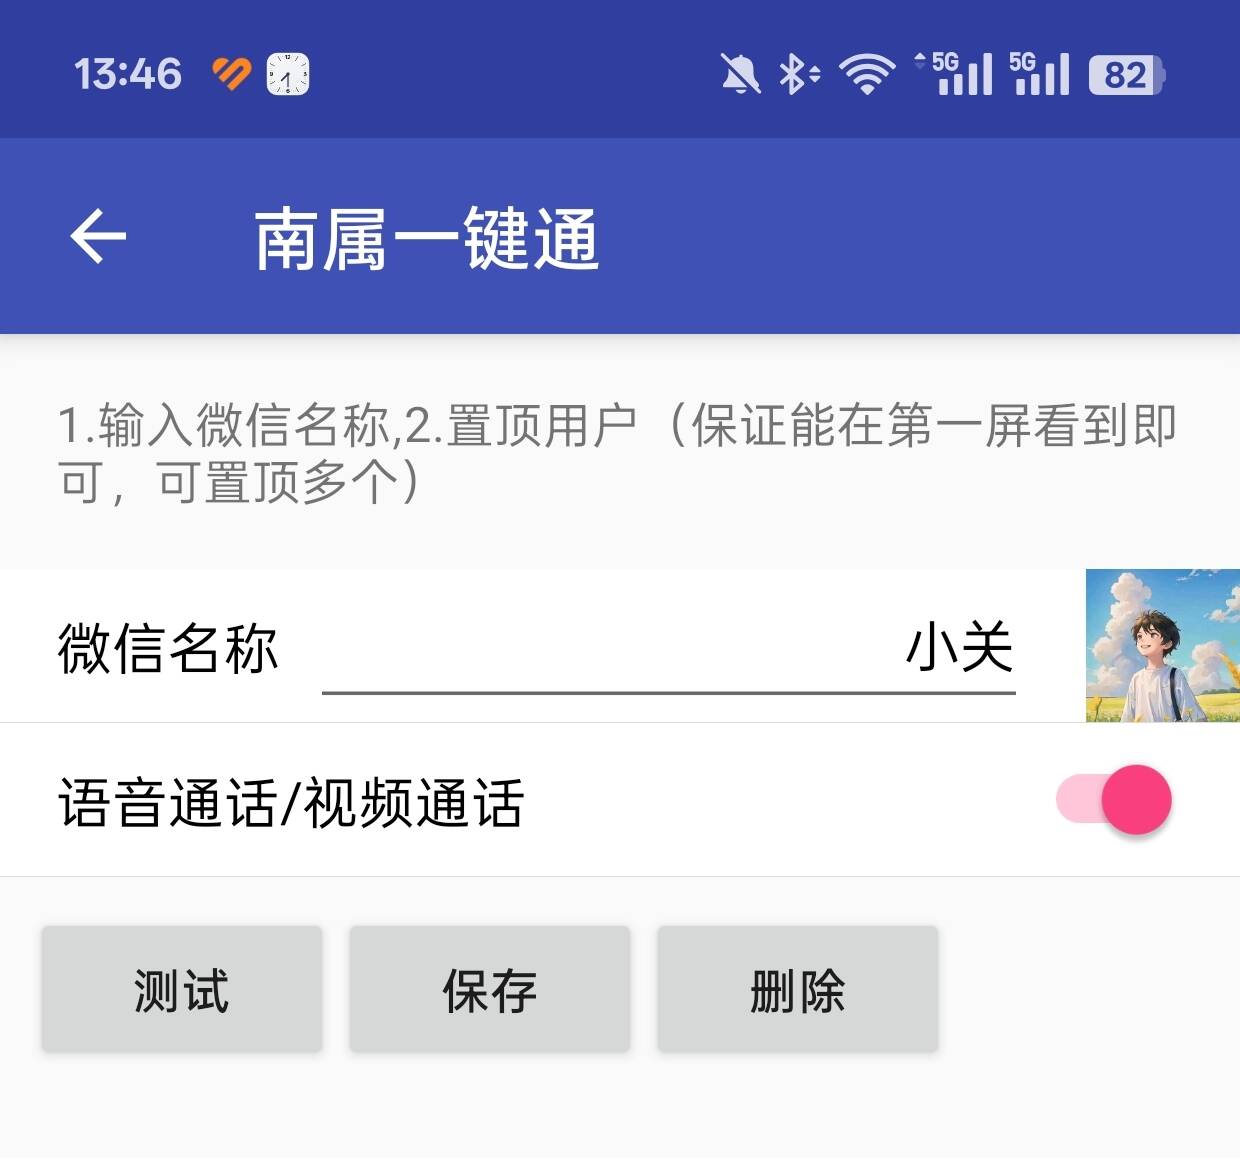 13:46 5G 5G 82
南属一键通
1.输入微信名称,2.置顶用户（保证能在第一屏看到即
可，可置顶多个）
微信名称 小关
语音通话/视频通话
测试 保存 删除